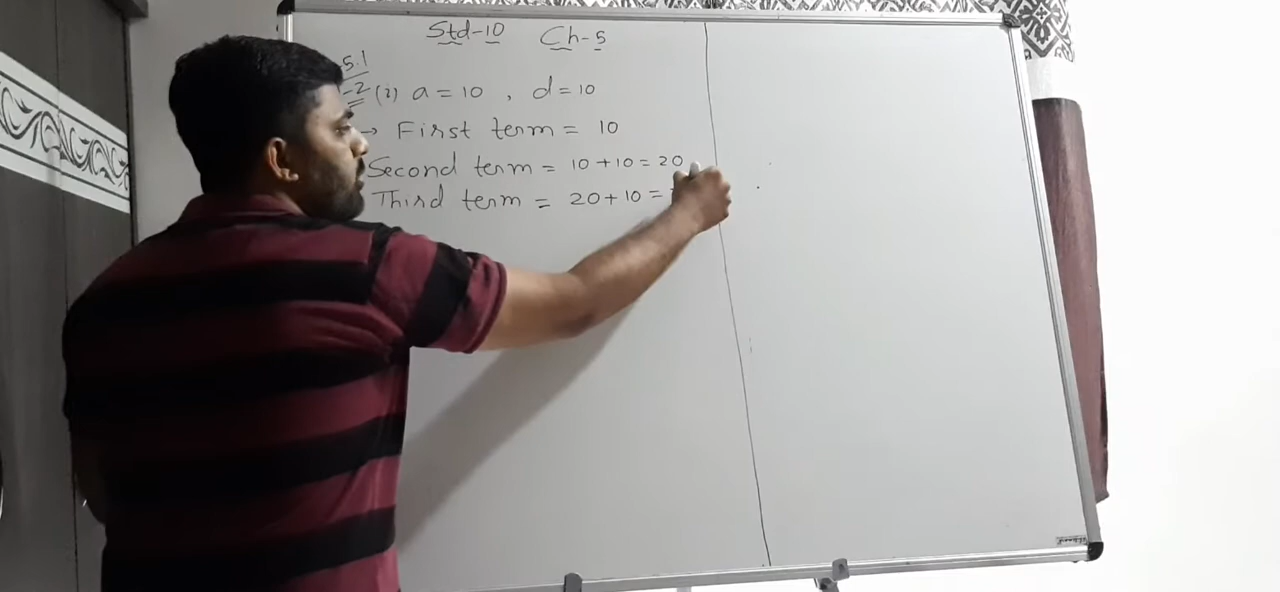 Std-10 Ch-5
5.1
-2 (i) a = 10 , d = 10
→ First term = 10
Second term = 10 + 10 = 20
Third term = 20 + 10 =